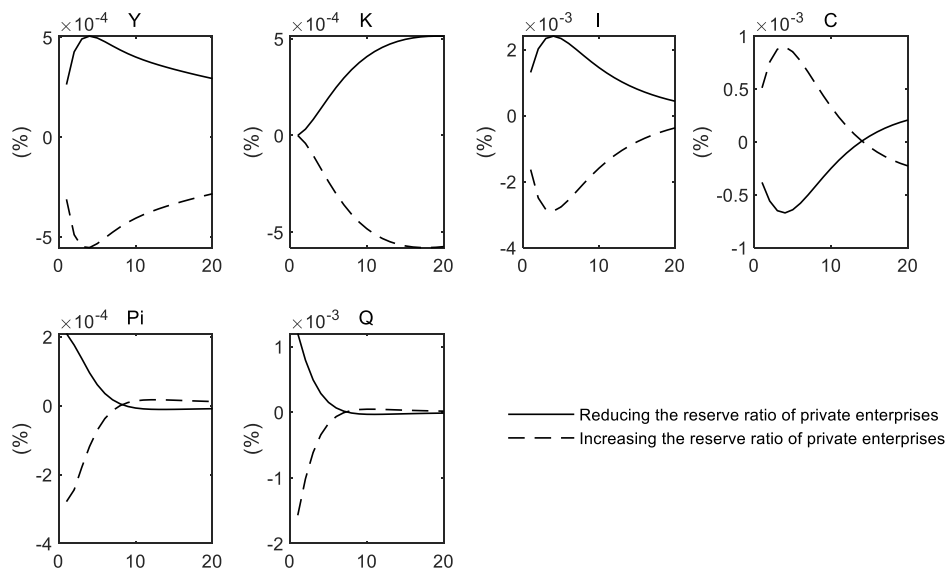 ×10⁻⁴ Y
5
0
-5
(%)
0 10 20
×10⁻⁴ K
5
0
-5
(%)
0 10 20
×10⁻³ I
2
0
-2
-4
(%)
0 10 20
×10⁻³ C
1
0.5
0
-0.5
-1
(%)
0 10 20
×10⁻⁴ Pi
2
0
-2
-4
(%)
0 10 20
×10⁻³ Q
1
0
-1
-2
(%)
0 10 20
Reducing the reserve ratio of private enterprises
Increasing the reserve ratio of private enterprises